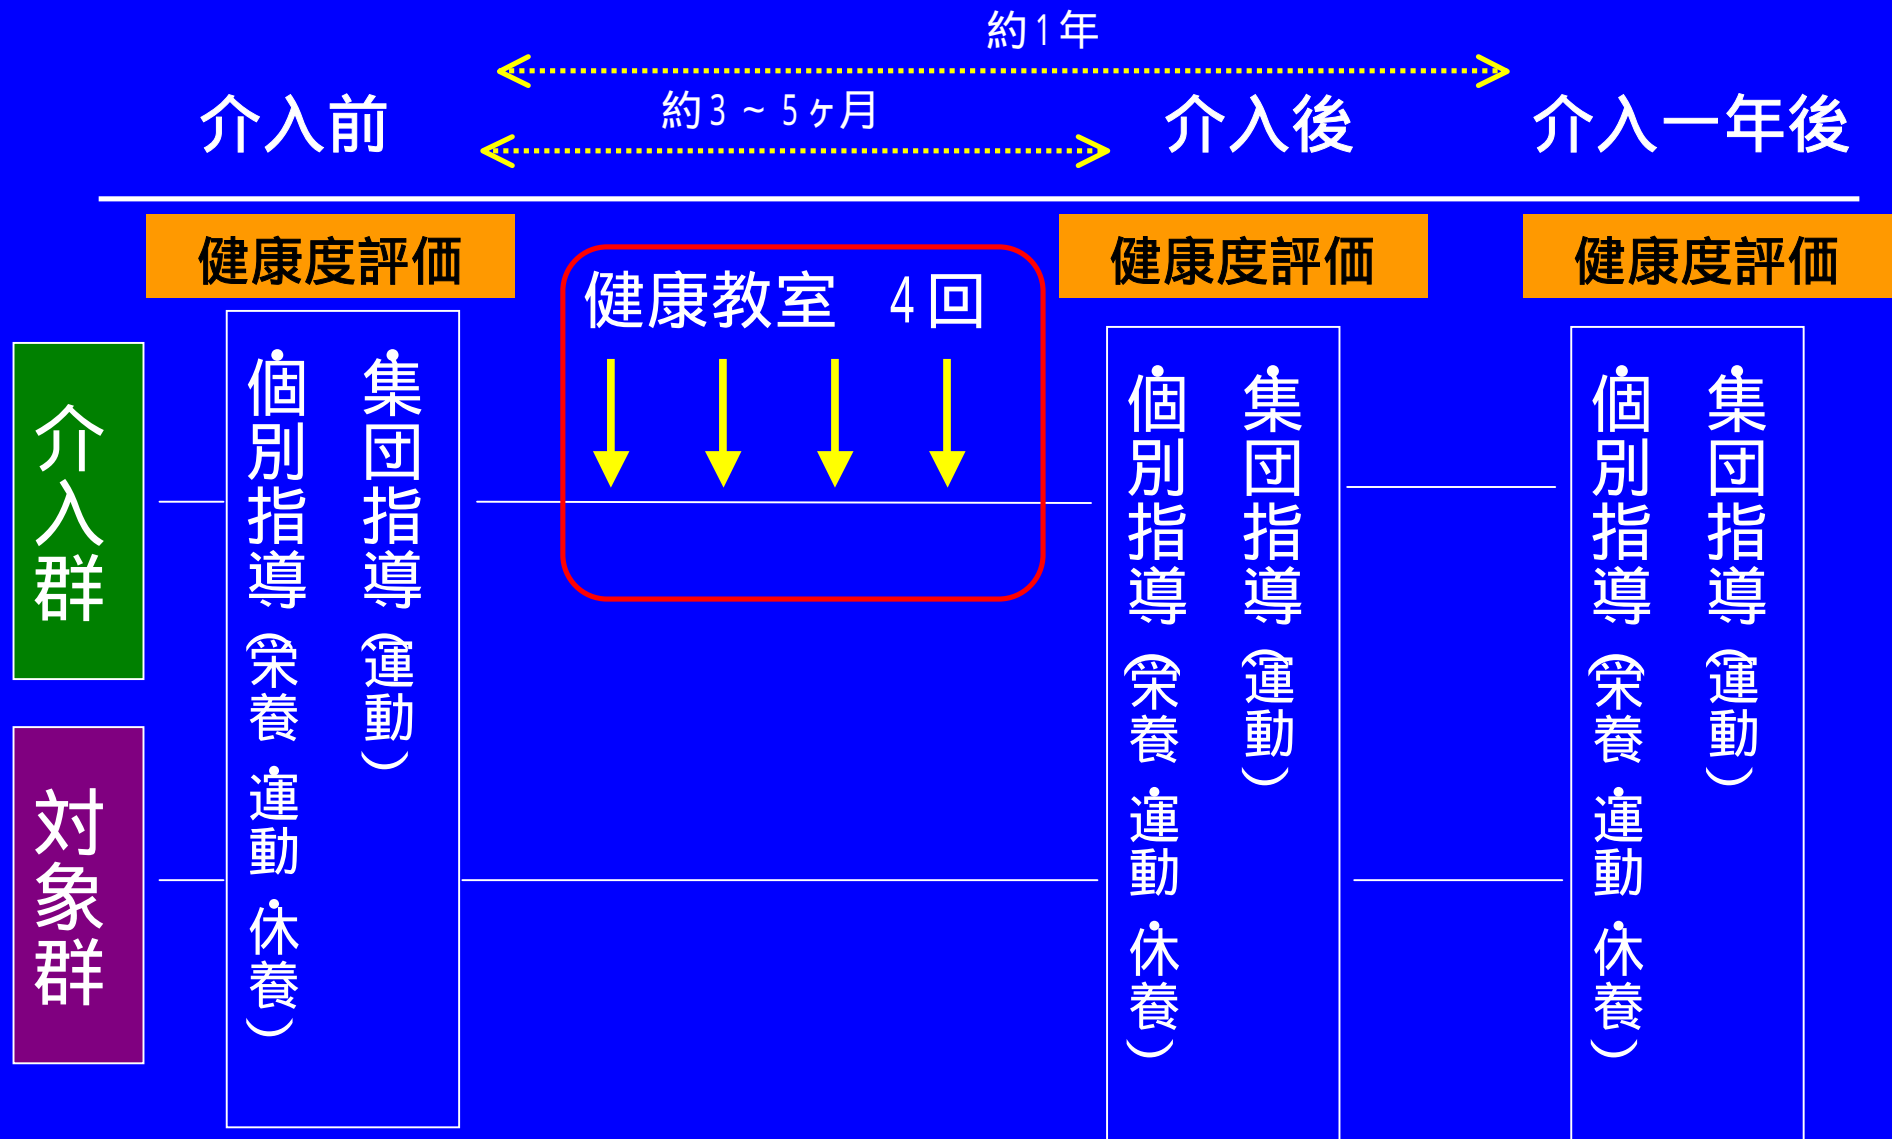 約1年
約3~5ヶ月
介入前
介入後
介入一年後
健康度評価
健康度評価
健康度評価
健康教室 4回
介入群
対象群
・集団指導(運動)
・個別指導(栄養・運動・休養)
・集団指導(運動)
・個別指導(栄養・運動・休養)
・集団指導(運動)
・個別指導(栄養・運動・休養)